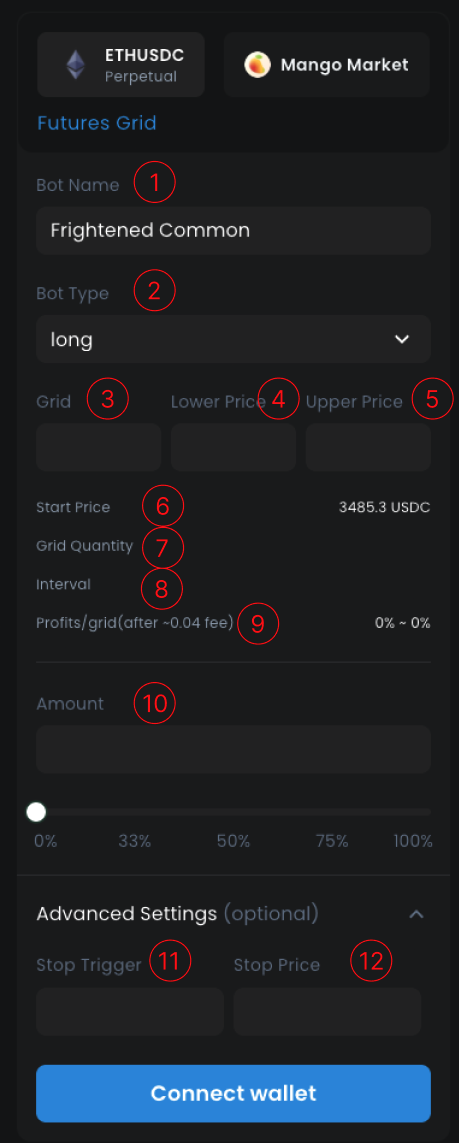 ETHUSDC
Perpetual
Mango Market
Futures Grid
Bot Name 1
Frightened Common
Bot Type 2
long
Grid 3 Lower Price 4 Upper Price 5
Start Price 6 3485.3 USDC
Grid Quantity 7
Interval 8
Profits/grid(after ~0.04 fee) 9 0% ~ 0%
Amount 10
0% 33% 50% 75% 100%
Advanced Settings (optional)
Stop Trigger 11 Stop Price 12
Connect wallet